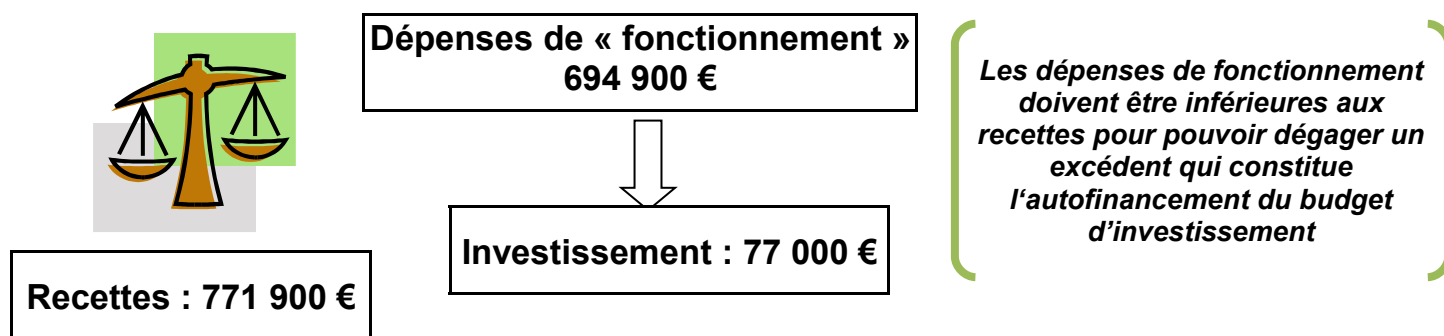 Dépenses de « fonctionnement »
694 900 €
Les dépenses de fonctionnement
doivent être inférieures aux
recettes pour pouvoir dégager un
excédent qui constitue
l‘autofinancement du budget
d’investissement
Investissement : 77 000 €
Recettes : 771 900 €